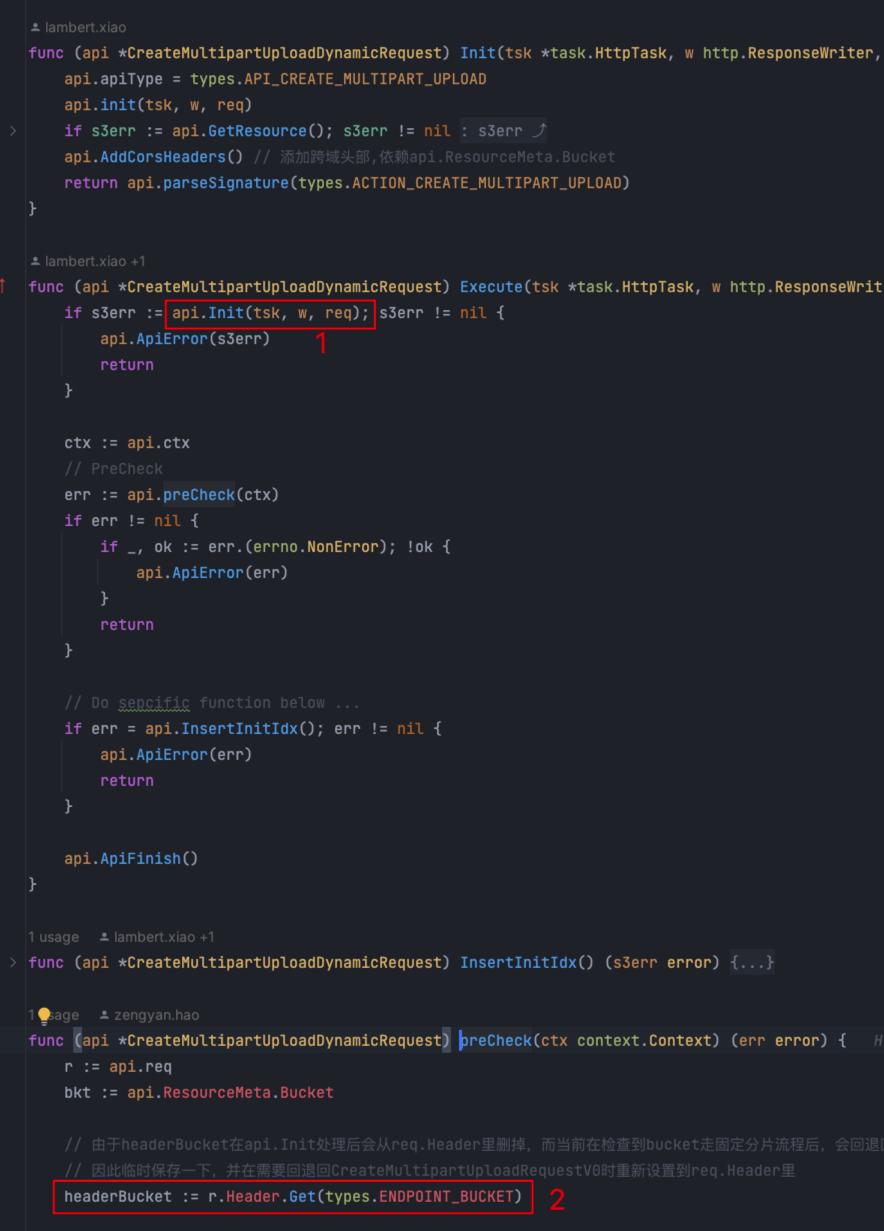 lambert.xiao
func (api *CreateMultipartUploadDynamicRequest) Init(tsk *task.HttpTask, w http.ResponseWriter,
api.apiType = types.API_CREATE_MULTIPART_UPLOAD
api.init(tsk, w, req)
if s3err := api.GetResource(); s3err != nil : s3err
api.AddCorsHeaders() // 添加跨域头部,依赖api.ResourceMeta.Bucket
return api.parseSignature(types.ACTION_CREATE_MULTIPART_UPLOAD)
}
lambert.xiao +1
func (api *CreateMultipartUploadDynamicRequest) Execute(tsk *task.HttpTask, w http.ResponseWrit
if s3err := api.Init(tsk, w, req); s3err != nil {
1
api.ApiError(s3err)
return
}
ctx := api.ctx
// PreCheck
err := api.preCheck(ctx)
if err != nil {
if _, ok := err.(errno.NonError); !ok {
api.ApiError(err)
}
return
}
// Do sepcific function below ...
if err = api.InsertInitIdx(); err != nil {
api.ApiError(err)
return
}
api.ApiFinish()
}
1 usage lambert.xiao +1
func (api *CreateMultipartUploadDynamicRequest) InsertInitIdx() (s3err error) {...}
1 usage zengyan.hao
func (api *CreateMultipartUploadDynamicRequest) preCheck(ctx context.Context) (err error) {
r := api.req
bkt := api.ResourceMeta.Bucket
// 由于headerBucket在api.Init处理后会从req.Header里删掉，而当前在检查到bucket走固定分片流程后，会回退
// 因此临时保存一下，并在需要回退回CreateMultipartUploadRequestV0时重新设置到req.Header里
headerBucket := r.Header.Get(types.ENDPOINT_BUCKET) 2